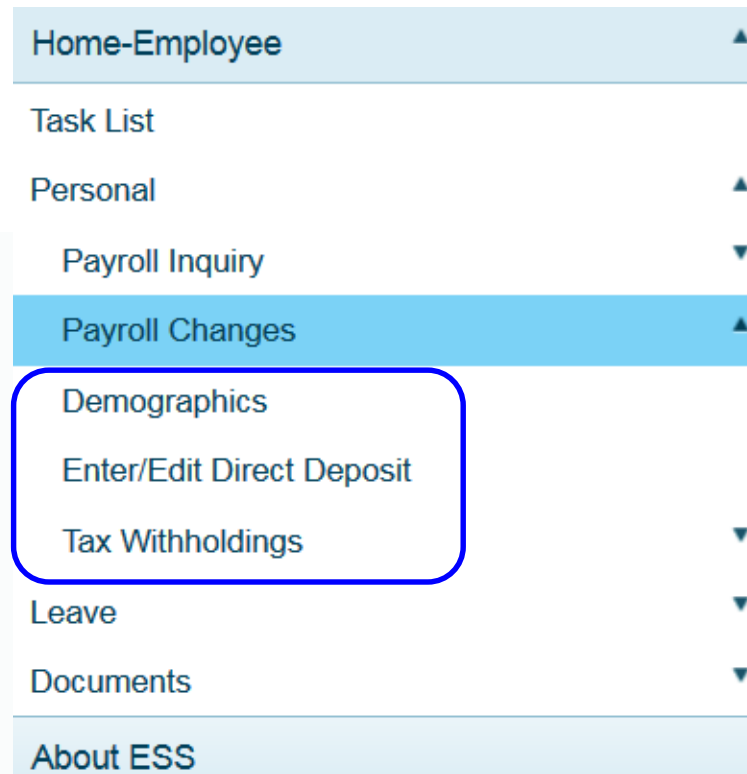 Home-Employee
Task List
Personal
Payroll Inquiry
Payroll Changes
Demographics
Enter/Edit Direct Deposit
Tax Withholdings
Leave
Documents
About ESS